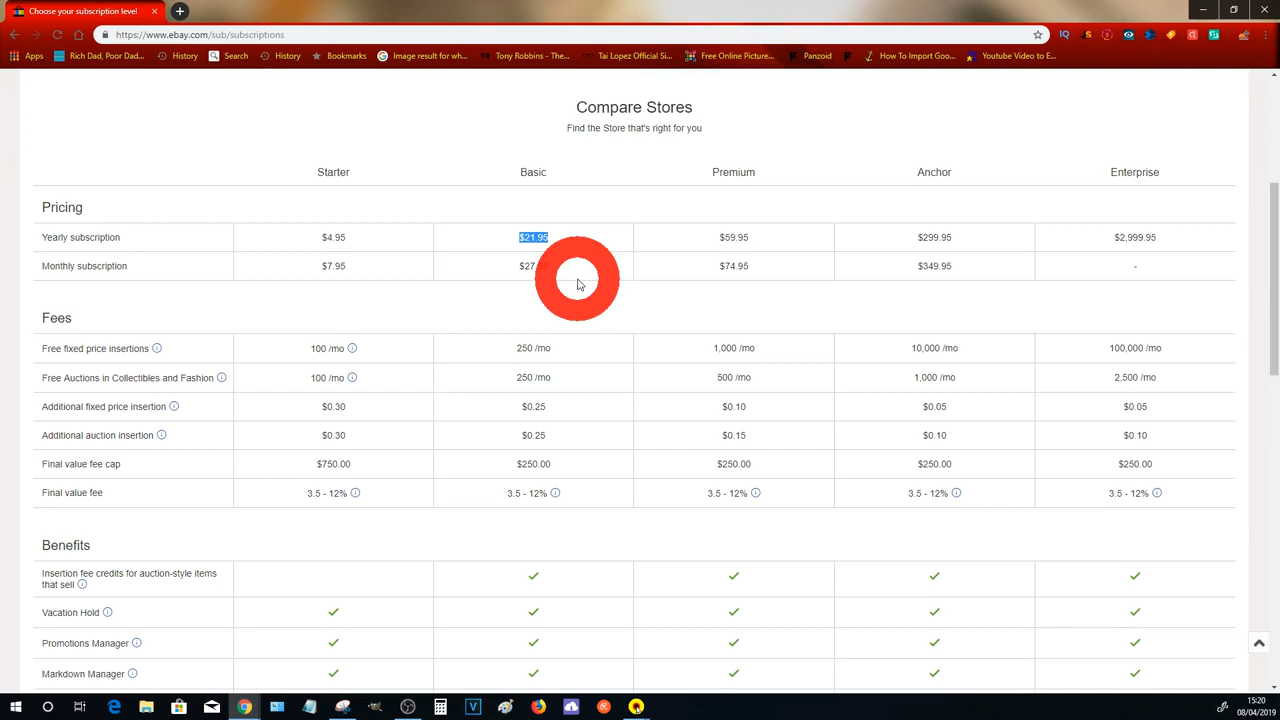 Choose your subscription level
https://www.ebay.com/sub/subscriptions
Apps Rich Dad, Poor Dad... History Search History Bookmarks Image result for wh... Tony Robbins - The... Tai Lopez Official Si... Free Online Picture... Panzoid How To Import Goo... Youtube Video to E...
Compare Stores
Find the Store that's right for you
Starter Basic Premium Anchor Enterprise
Pricing
Yearly subscription $4.95 $21.95 $59.95 $299.95 $2,999.95
Monthly subscription $7.95 $74.95 $349.95 -
Fees
Free fixed price insertions 100 /mo 250 /mo 1,000 /mo 10,000 /mo 100,000 /mo
Free Auctions in Collectibles and Fashion 100 /mo 250 /mo 500 /mo 1,000 /mo 2,500 /mo
Additional fixed price insertion $0.30 $0.25 $0.10 $0.05 $0.05
Additional auction insertion $0.30 $0.25 $0.15 $0.10 $0.10
Final value fee cap $750.00 $250.00 $250.00 $250.00 $250.00
Final value fee 3.5 - 12% 3.5 - 12% 3.5 - 12% 3.5 - 12% 3.5 - 12%
Benefits
Insertion fee credits for auction-style items
that sell
Vacation Hold
Promotions Manager
Markdown Manager
15:20
08/04/2019